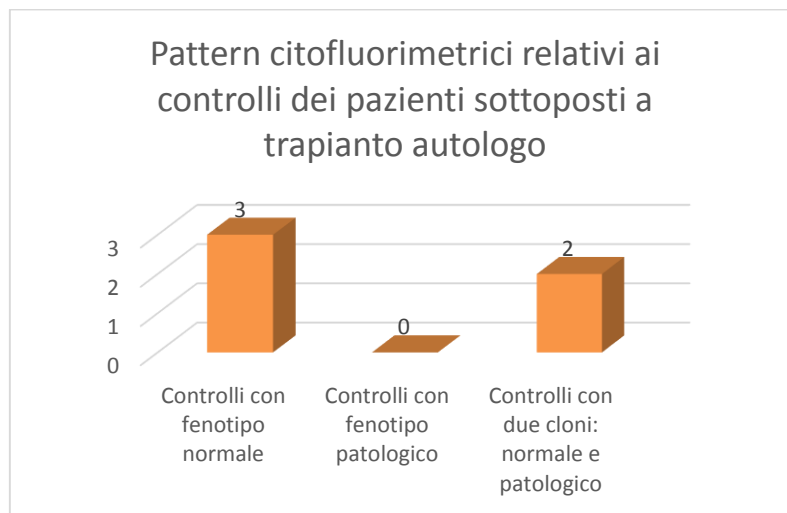 Pattern citofluorimetrici relativi ai
controlli dei pazienti sottoposti a
trapianto autologo
3
0
2
3
2
1
0
Controlli con
fenotipo
normale
Controlli con
fenotipo
patologico
Controlli con
due cloni:
normale e
patologico